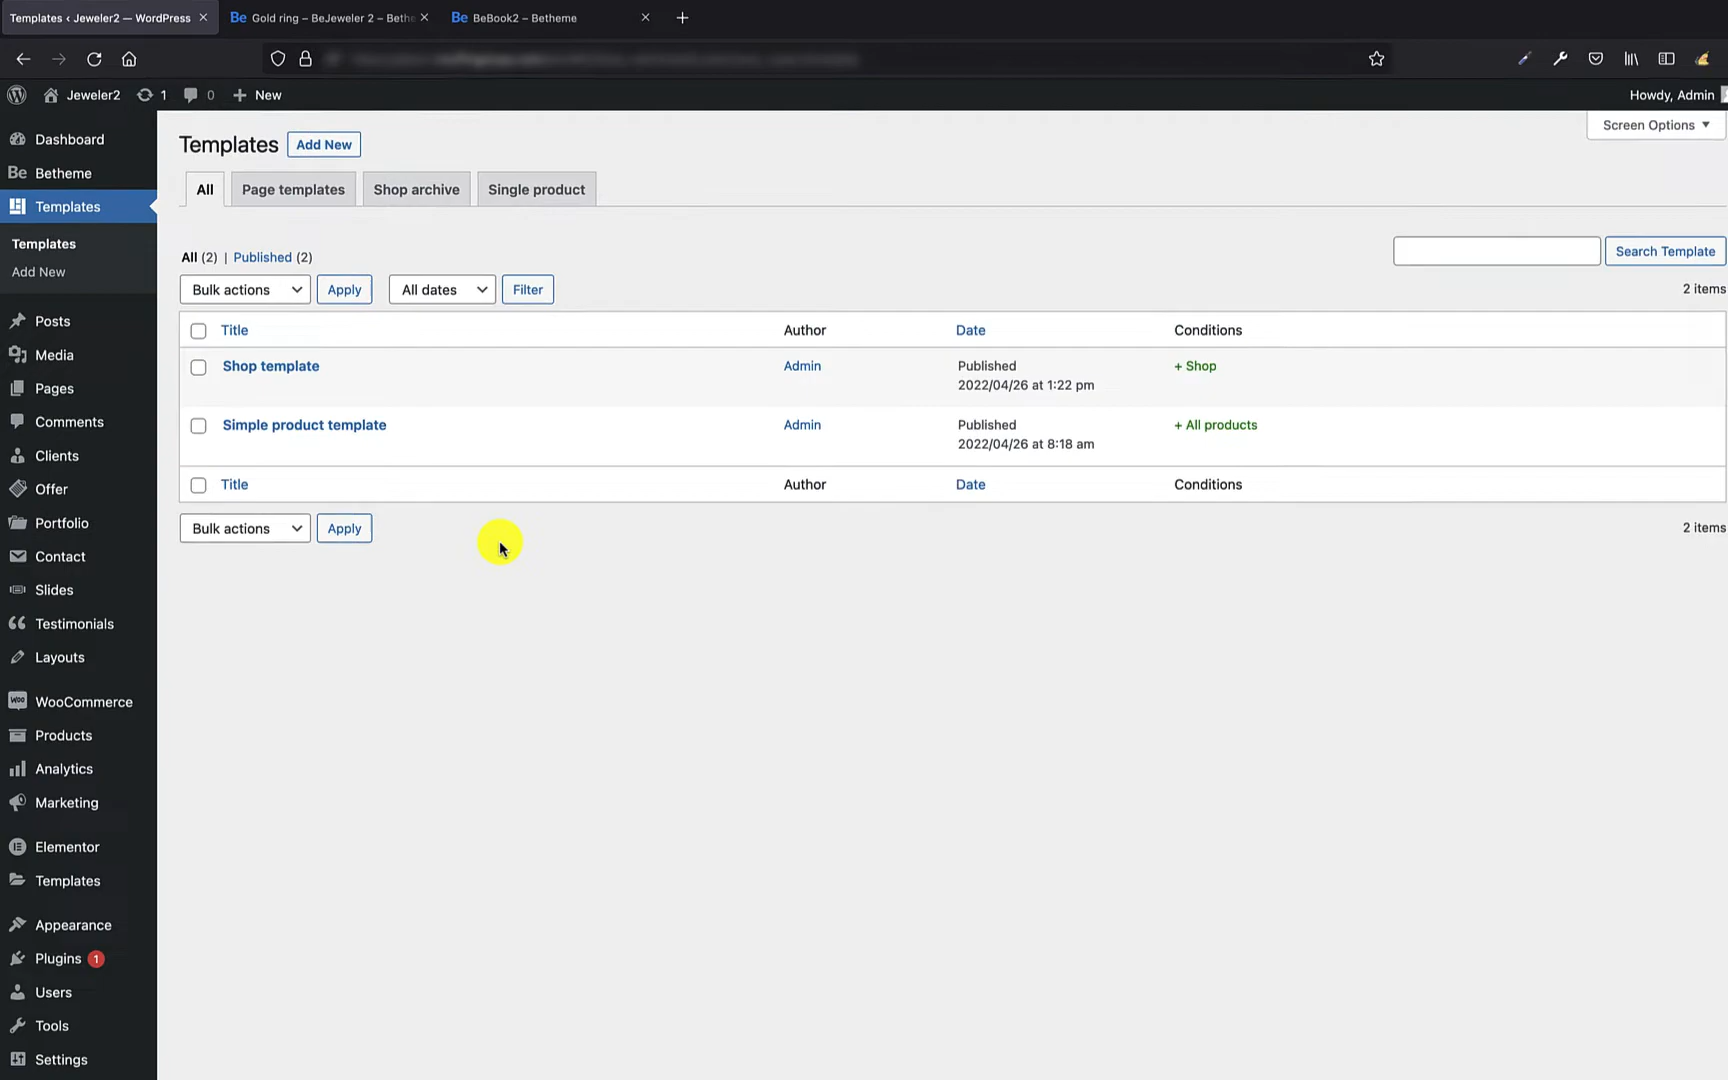 Templates ‹ Jeweler2 — WordPress
Be Gold ring – BeJeweler 2 – Beth
Be BeBook2 – Betheme
Jeweler2 1 0 New
Howdy, Admin
Screen Options
Dashboard
Be Betheme
Templates
Templates
Add New
Posts
Media
Pages
Comments
Clients
Offer
Portfolio
Contact
Slides
Testimonials
Layouts
Woo WooCommerce
Products
Analytics
Marketing
Elementor
Templates
Appearance
Plugins 1
Users
Tools
Settings
Templates Add New
All Page templates Shop archive Single product
All (2) | Published (2)
Search Template
Bulk actions Apply All dates Filter
2 items
Title Author Date Conditions
Shop template Admin Published + Shop
2022/04/26 at 1:22 pm
Simple product template Admin Published + All products
2022/04/26 at 8:18 am
Title Author Date Conditions
Bulk actions Apply
2 items